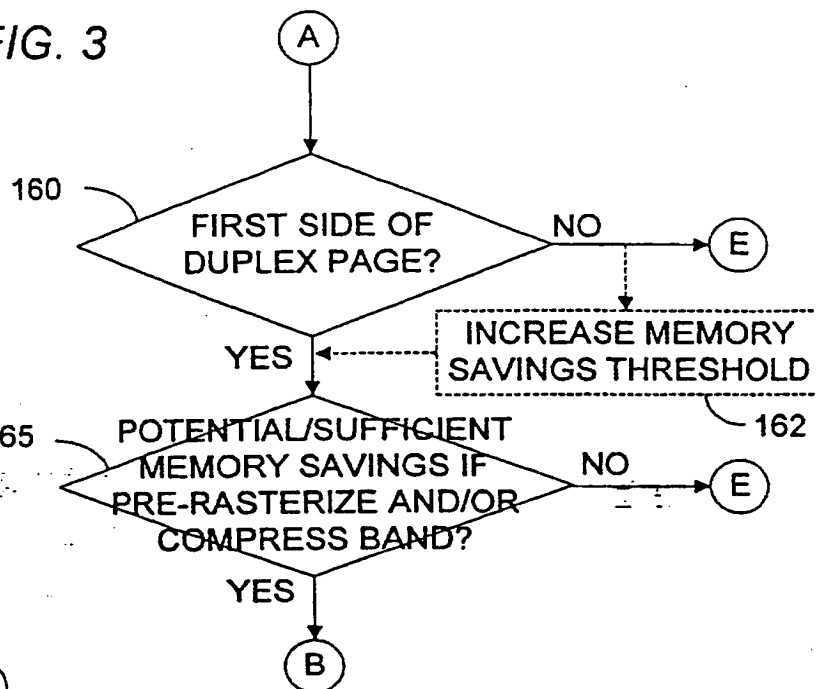 FIG. 3
A
160
FIRST SIDE OF
DUPLEX PAGE?
NO
E
YES
INCREASE MEMORY
SAVINGS THRESHOLD
162
65
POTENTIAL/SUFFICIENT
MEMORY SAVINGS IF
PRE-RASTERIZE AND/OR
COMPRESS BAND?
NO
E
YES
B